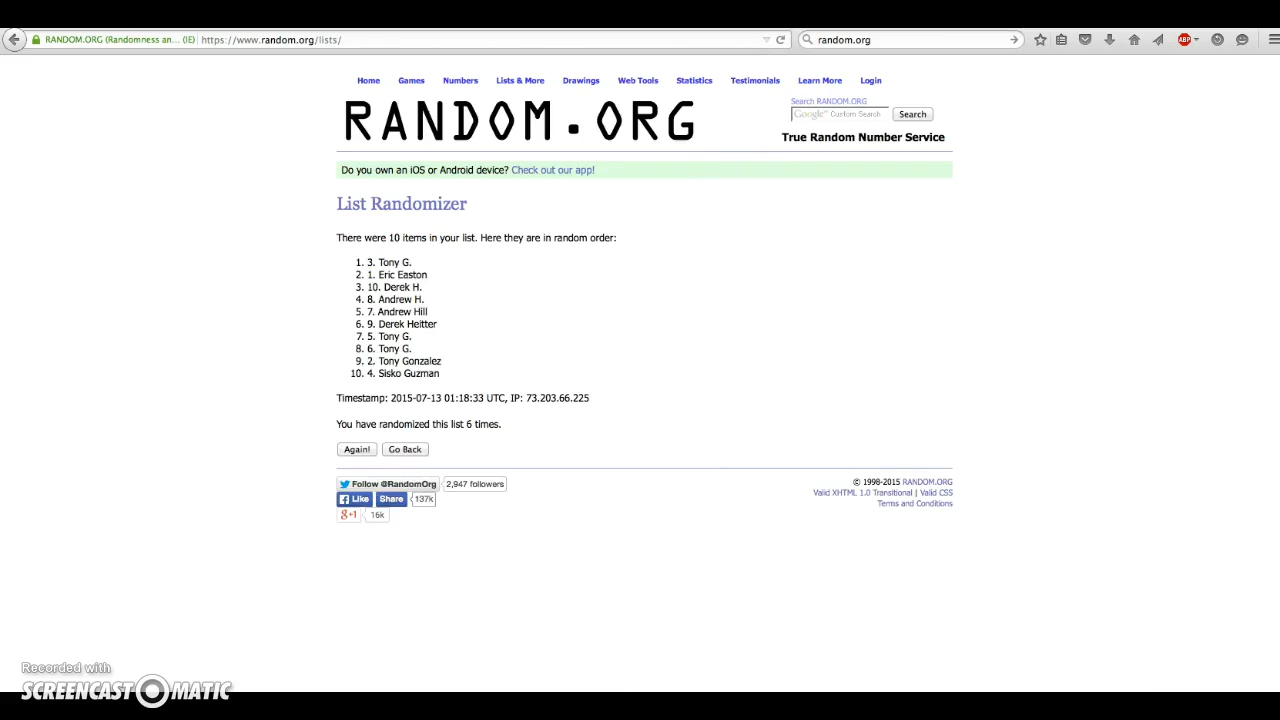 RANDOM.ORG (Randomness an... (IE) https://www.random.org/lists/ random.org ABP
Home Games Numbers Lists & More Drawings Web Tools Statistics Testimonials Learn More Login
RANDOM.ORG
Search RANDOM.ORG
Google™ Custom Search Search
True Random Number Service
Do you own an iOS or Android device? Check out our app!
List Randomizer
There were 10 items in your list. Here they are in random order:
1. 3. Tony G.
2. 1. Eric Easton
3. 10. Derek H.
4. 8. Andrew H.
5. 7. Andrew Hill
6. 9. Derek Heitter
7. 5. Tony G.
8. 6. Tony G.
9. 2. Tony Gonzalez
10. 4. Sisko Guzman
Timestamp: 2015-07-13 01:18:33 UTC, IP: 73.203.66.225
You have randomized this list 6 times.
Again! Go Back
Follow @RandomOrg 2,947 followers
Like Share 137k
g+1 16k
© 1998-2015 RANDOM.ORG
Valid XHTML 1.0 Transitional | Valid CSS
Terms and Conditions
Recorded with
SCREENCAST-O-MATIC